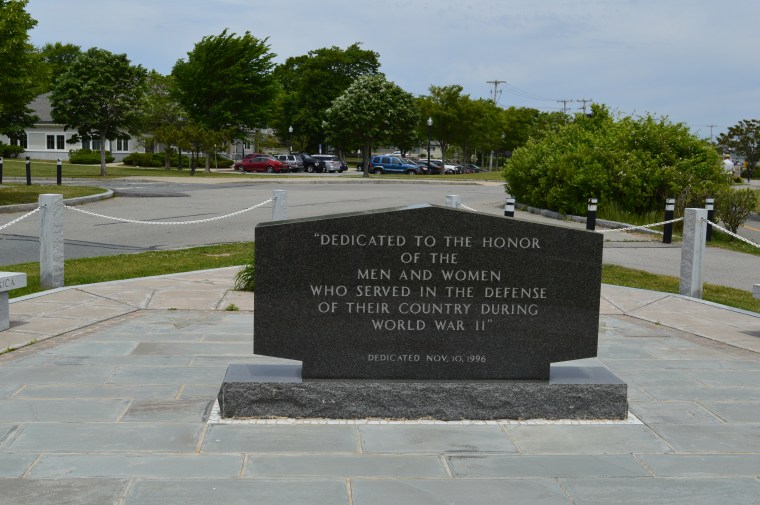 "DEDICATED TO THE HONOR
OF THE
MEN AND WOMEN
WHO SERVED IN THE DEFENSE
OF THEIR COUNTRY DURING
WORLD WAR II"
DEDICATED NOV. 10, 1996